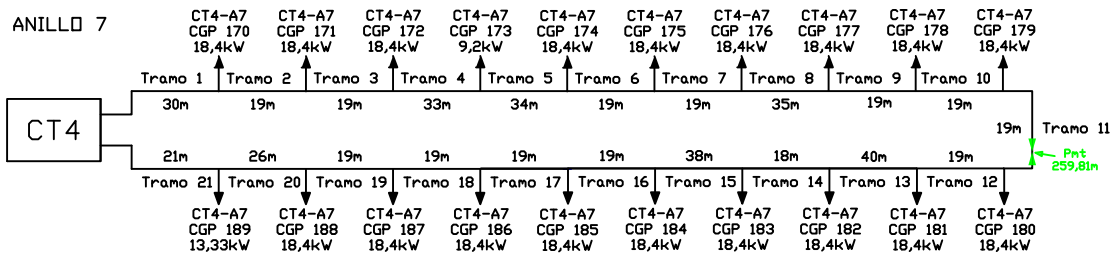 ANILLO 7
CT4-A7 CT4-A7 CT4-A7 CT4-A7 CT4-A7 CT4-A7 CT4-A7 CT4-A7 CT4-A7 CT4-A7
CGP 170 CGP 171 CGP 172 CGP 173 CGP 174 CGP 175 CGP 176 CGP 177 CGP 178 CGP 179
18,4kW 18,4kW 18,4kW 9,2kW 18,4kW 18,4kW 18,4kW 18,4kW 18,4kW 18,4kW
Tramo 1 Tramo 2 Tramo 3 Tramo 4 Tramo 5 Tramo 6 Tramo 7 Tramo 8 Tramo 9 Tramo 10
30m 19m 19m 33m 34m 19m 19m 35m 19m 19m
CT4
19m Tramo 11
Pmt
259,81m
21m 26m 19m 19m 19m 19m 38m 18m 40m 19m
Tramo 21 Tramo 20 Tramo 19 Tramo 18 Tramo 17 Tramo 16 Tramo 15 Tramo 14 Tramo 13 Tramo 12
CT4-A7 CT4-A7 CT4-A7 CT4-A7 CT4-A7 CT4-A7 CT4-A7 CT4-A7 CT4-A7 CT4-A7
CGP 189 CGP 188 CGP 187 CGP 186 CGP 185 CGP 184 CGP 183 CGP 182 CGP 181 CGP 180
13,33kW 18,4kW 18,4kW 18,4kW 18,4kW 18,4kW 18,4kW 18,4kW 18,4kW 18,4kW